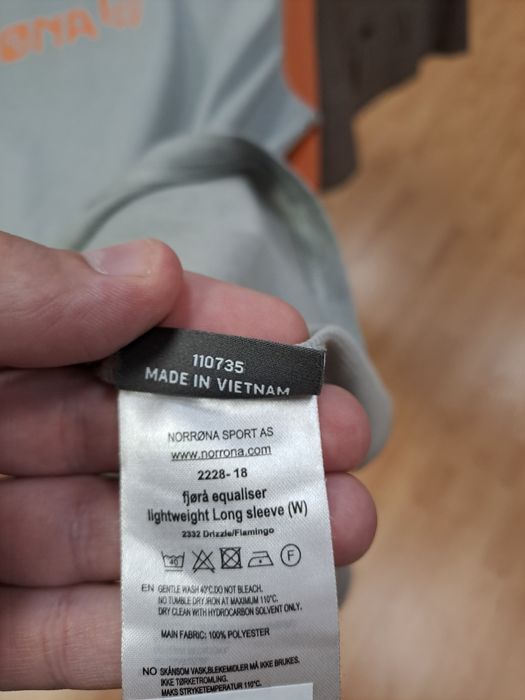 RØNA
110735
MADE IN VIETNAM
NORRØNA SPORT AS
www.norrona.com
2228-18
fjørå equaliser
lightweight Long sleeve (W)
2332 Drizzle/Flamingo
40 F
EN GENTLE WASH 40°C.DO NOT BLEACH.
NO TUMBLE DRY.IRON AT MAXIMUM 110°C.
DRY CLEAN WITH HYDROCARBON SOLVENT ONLY.
MAIN FABRIC: 100% POLYESTER
NO SKÅNSOM VASK.BLEKEMIDLER MÅ IKKE BRUKES.
IKKE TØRKETROMLING.
MAKS STRYKETEMPERATUR 110°C.